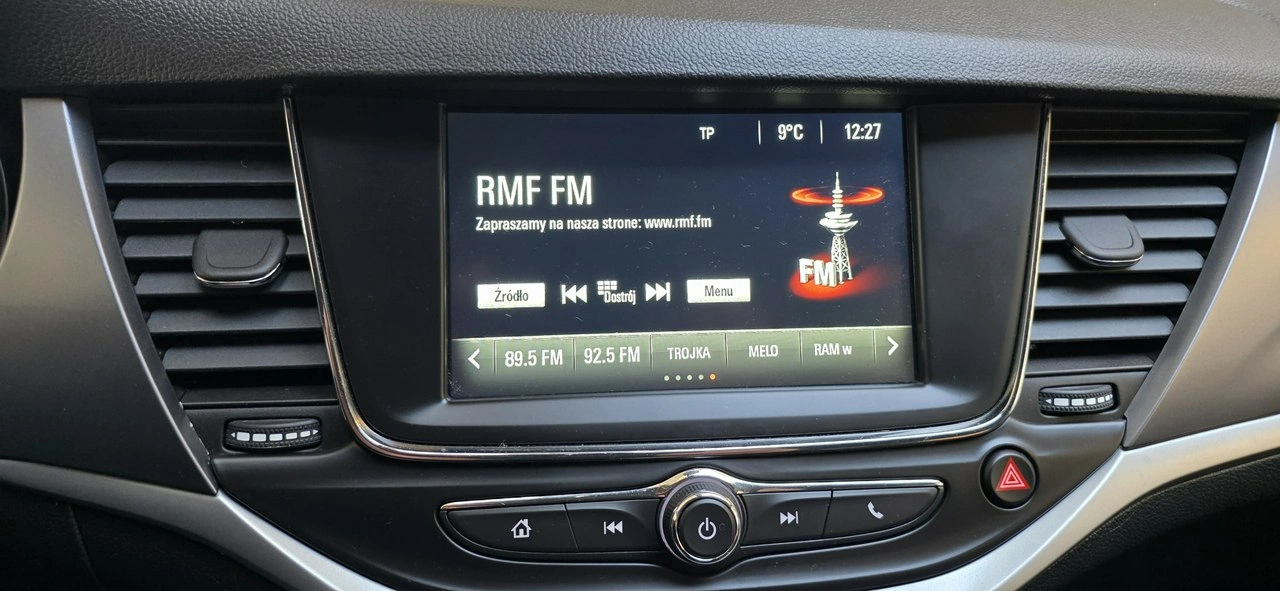 TP 9°C 12:27
RMF FM
Zapraszamy na nasza strone: www.rmf.fm
FM
Źródło Dostrój Menu
89.5 FM 92.5 FM TROJKA MELO RAM w